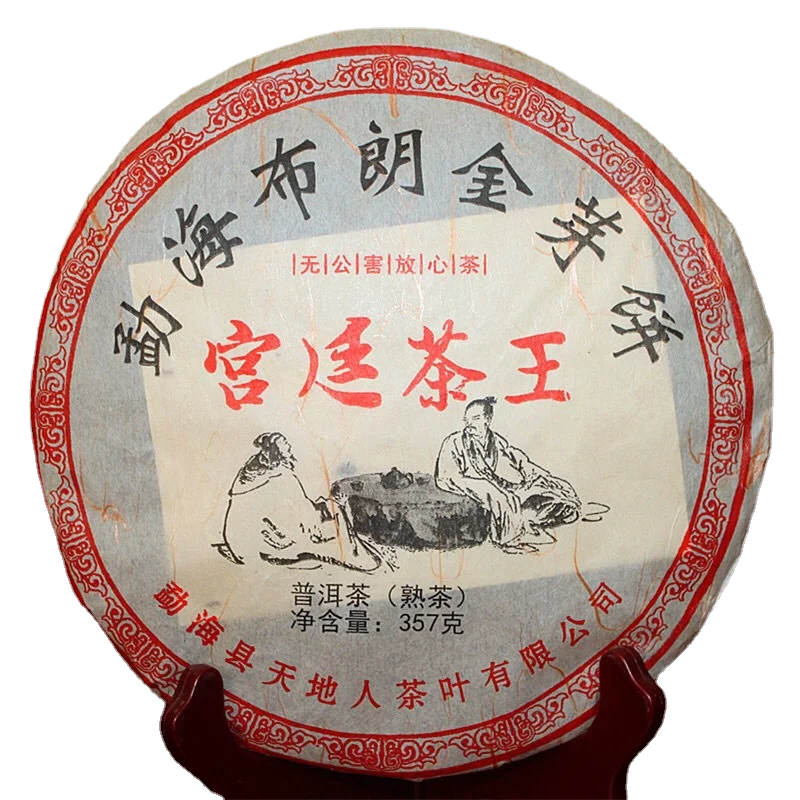 勐海布朗金芽饼
|无|公|害|放|心|茶|
宫廷茶王
普洱茶（熟茶）
净含量：357克
勐海县天地人茶叶有限公司